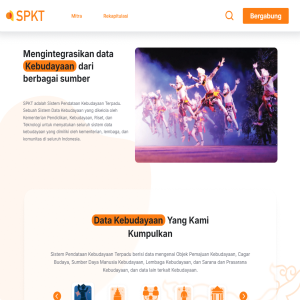 SPKT
Mitra
Rekapitulasi
Bergabung
Mengintegrasikan data
Kebudayaan dari
berbagai sumber
SPKT adalah Sistem Pendataan Kebudayaan Terpadu.
Sebuah Sistem Data Kebudayaan yang dikelola oleh
Kementerian Pendidikan, Kebudayaan, Riset, dan
Teknologi untuk menyatukan seluruh sistem data
kebudayaan yang dimiliki oleh kementerian, lembaga, dan
komunitas di seluruh Indonesia.
Data Kebudayaan Yang Kami
Kumpulkan
Sistem Pendataan Kebudayaan Terpadu berisi data mengenai Objek Pemajuan Kebudayaan, Cagar
Budaya, Sumber Daya Manusia Kebudayaan, Lembaga Kebudayaan, dan Sarana dan Prasarana
Kebudayaan, dan data lain terkait Kebudayaan.